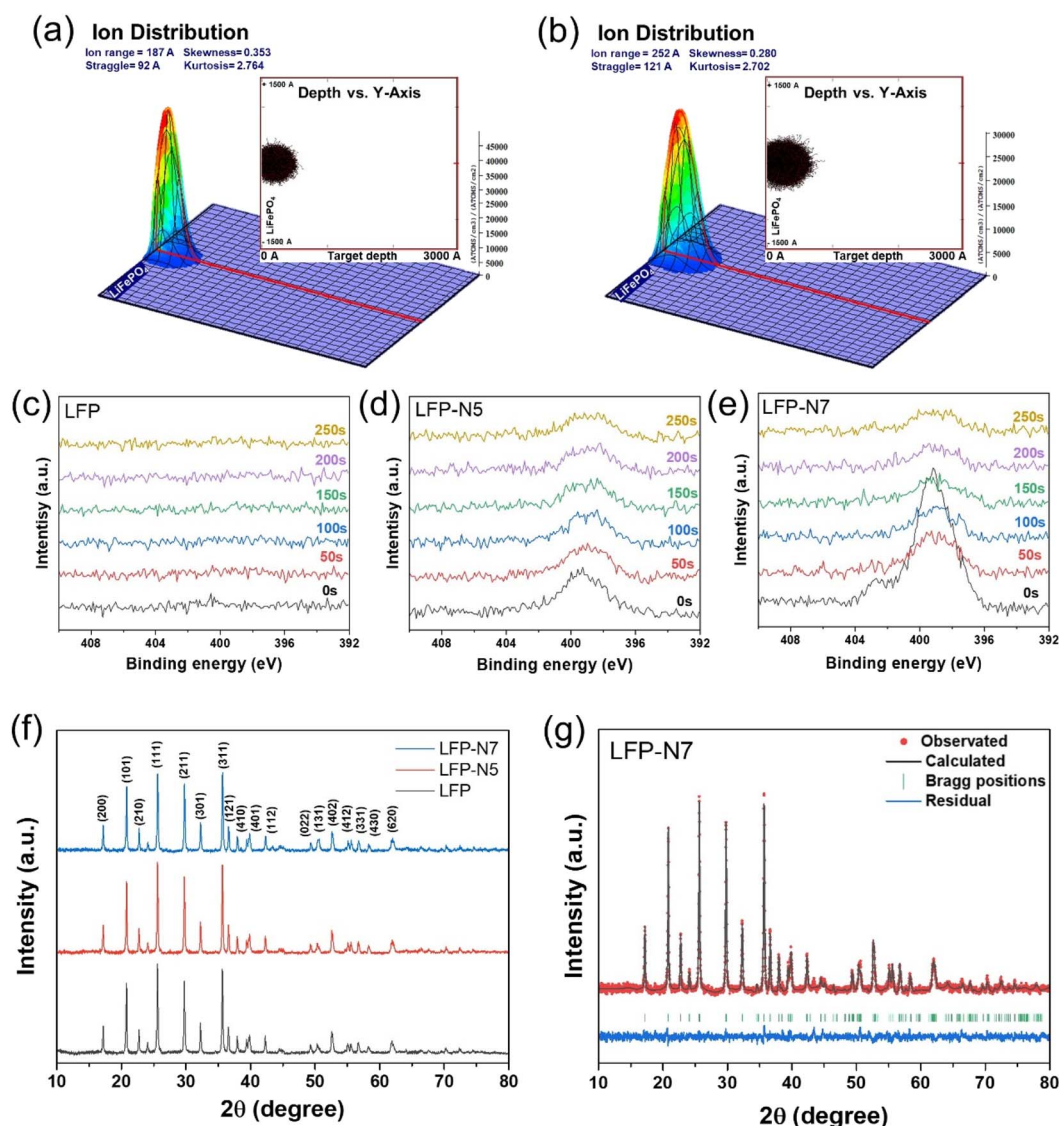 (a)
Ion Distribution
Ion range = 187 A Skewness= 0.353
Straggle= 92 A Kurtosis= 2.764
+ 1500 A
Depth vs. Y-Axis
LiFePO4
- 1500 A
0 A Target depth 3000 A
45000
40000
35000
30000
25000
20000
15000
10000
5000
0
(ATOMS/cm3) / (ATOMS/cm2)
LiFePO4
(b)
Ion Distribution
Ion range = 252 A Skewness= 0.280
Straggle= 121 A Kurtosis= 2.702
+ 1500 A
Depth vs. Y-Axis
LiFePO4
- 1500 A
0 A Target depth 3000 A
30000
25000
20000
15000
10000
5000
0
(ATOMS/cm3) / (ATOMS/cm2)
LiFePO4
(c)
LFP
250s
200s
150s
100s
50s
0s
Intentisy (a.u.)
408 404 400 396 392
Binding energy (eV)
(d)
LFP-N5
250s
200s
150s
100s
50s
0s
Intentisy (a.u.)
408 404 400 396 392
Binding energy (eV)
(e)
LFP-N7
250s
200s
150s
100s
50s
0s
Intentisy (a.u.)
408 404 400 396 392
Binding energy (eV)
(f)
LFP-N7
LFP-N5
LFP
(200)
(101)
(210)
(111)
(211)
(301)
(311)
(121)
(410)
(401)
(112)
(022)
(131)
(402)
(412)
(331)
(430)
(620)
Intensity (a.u.)
10 20 30 40 50 60 70 80
2θ (degree)
(g)
LFP-N7
Observated
Calculated
Bragg positions
Residual
Intensity (a.u.)
10 20 30 40 50 60 70 80
2θ (degree)